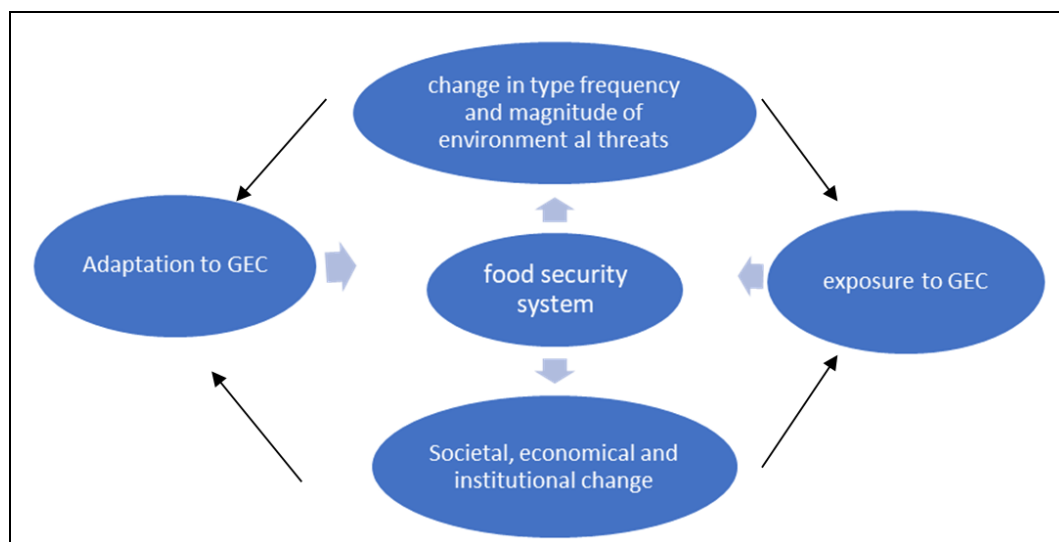 change in type frequency
and magnitude of
environment al threats
Adaptation to GEC
food security
system
exposure to GEC
Societal, economical and
institutional change